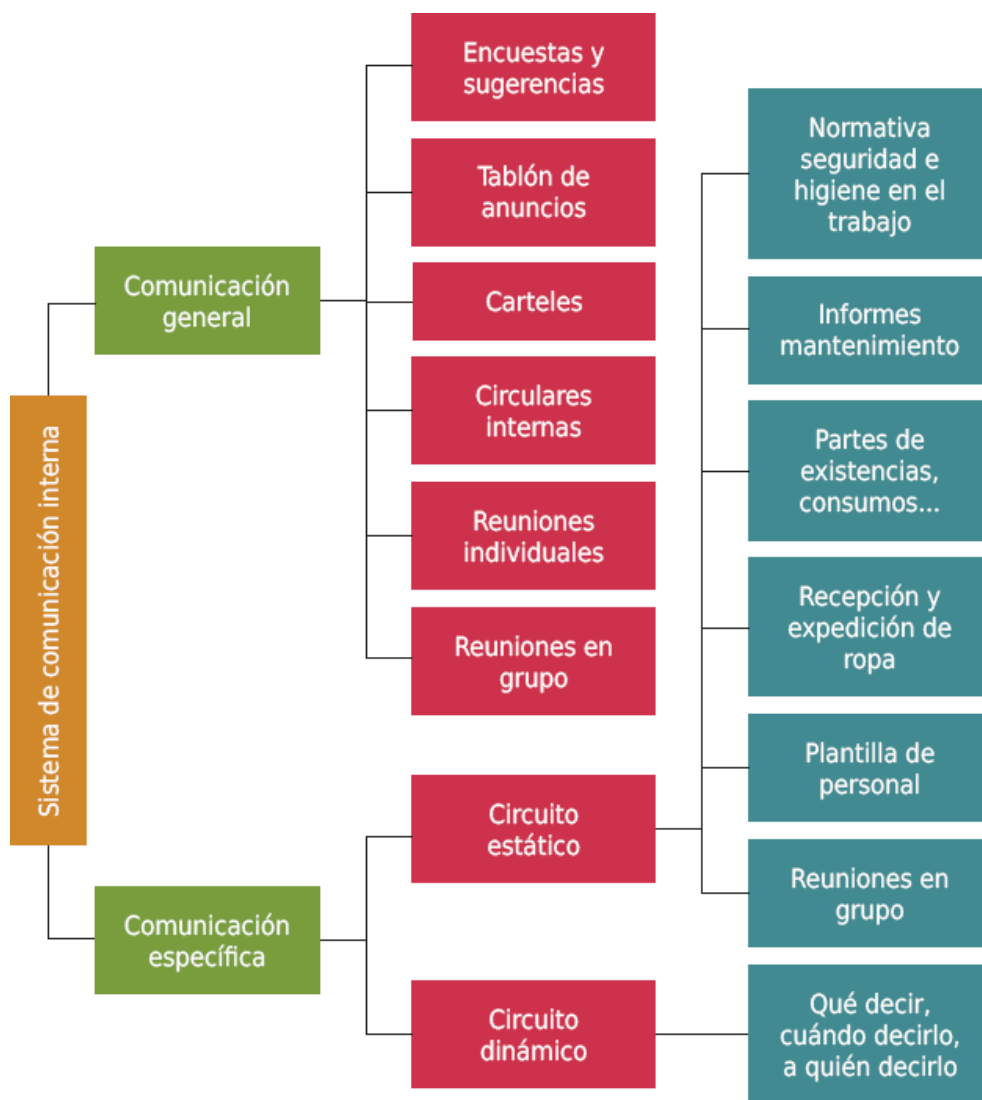 Sistema de comunicación interna
Comunicación
general
Encuestas y
sugerencias
Tablón de
anuncios
Carteles
Circulares
internas
Reuniones
individuales
Reuniones en
grupo
Comunicación
específica
Circuito
estático
Normativa
seguridad e
higiene en el
trabajo
Informes
mantenimiento
Partes de
existencias,
consumos...
Recepción y
expedición de
ropa
Plantilla de
personal
Reuniones en
grupo
Circuito
dinámico
Qué decir,
cuándo decirlo,
a quién decirlo